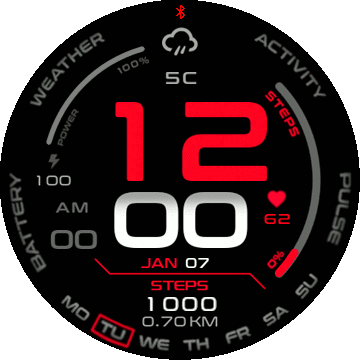 WEATHER
ACTIVITY
100%
5C
STEPS
POWER
12
100
AM
00
00
62
BATTERY
PULSE
0%
JAN 07
STEPS
1000
0.70KM
MO TU WE TH FR SA SU